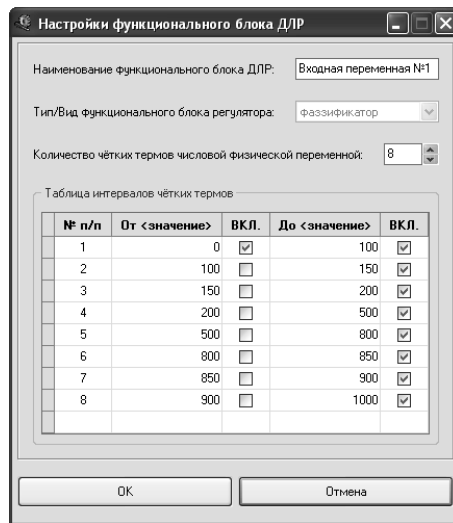 Настройки функционального блока ДЛР
Наименование функционального блока ДЛР: Входная переменная №1
Тип/Вид функционального блока регулятора: фаззификатор
Количество чётких термов числовой физической переменной: 8
Таблица интервалов чётких термов
№ п/п От <значение> ВКЛ. До <значение> ВКЛ.
1 0 100
2 100 150
3 150 200
4 200 500
5 500 800
6 800 850
7 850 900
8 900 1000
OK Отмена